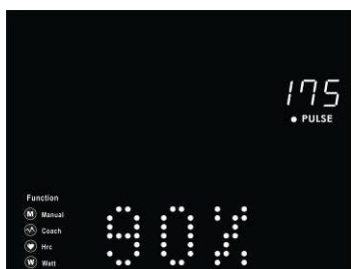 175
PULSE
Function
M Manual
Coach
Hrc
W Watt
90%